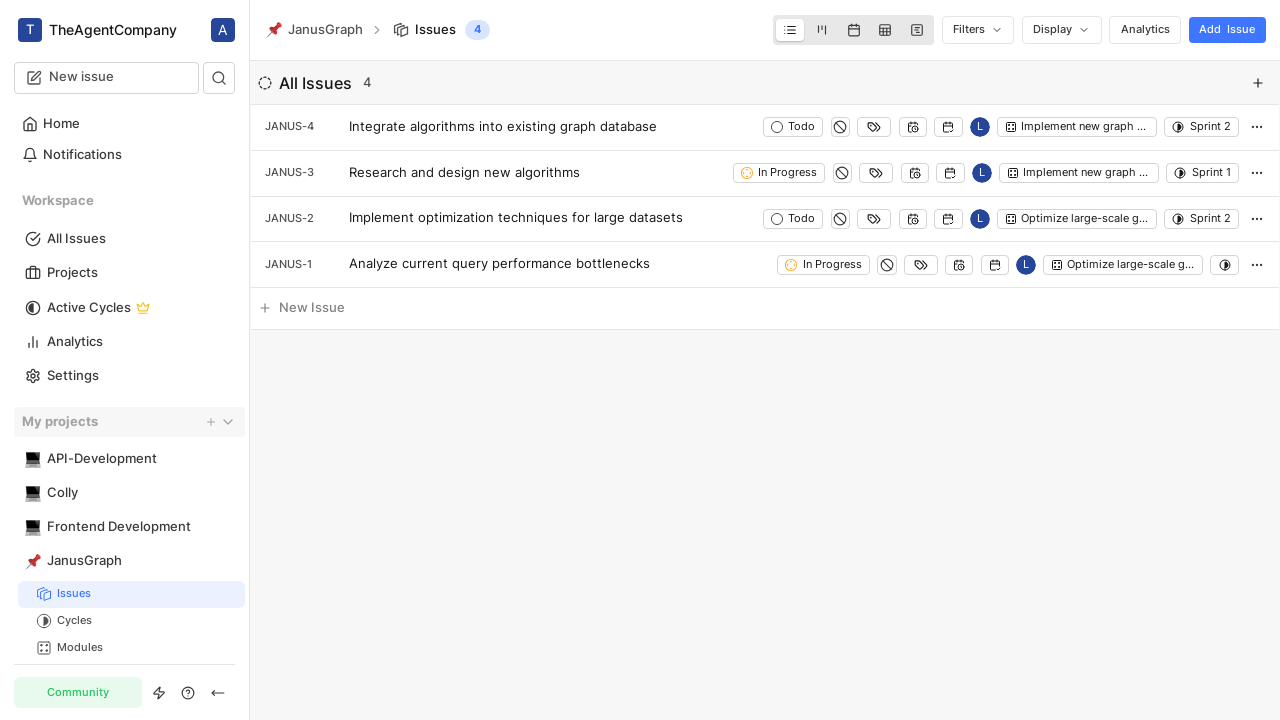 T TheAgentCompany A
New issue
Home
Notifications
Workspace
All Issues
Projects
Active Cycles
Analytics
Settings
My projects
API-Development
Colly
Frontend Development
JanusGraph
Issues
Cycles
Modules
Community
JanusGraph Issues 4
Filters Display Analytics Add Issue
All Issues 4
JANUS-4 Integrate algorithms into existing graph database Todo L Implement new graph ... Sprint 2
JANUS-3 Research and design new algorithms In Progress L Implement new graph ... Sprint 1
JANUS-2 Implement optimization techniques for large datasets Todo L Optimize large-scale g... Sprint 2
JANUS-1 Analyze current query performance bottlenecks In Progress L Optimize large-scale g...
New Issue